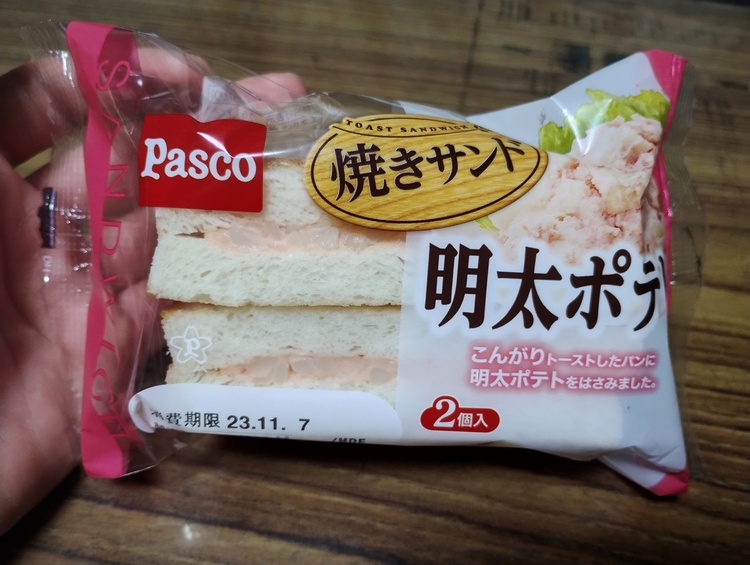 SANDWICH
Pasco
TOAST SANDWICH
焼きサンド
明太ポテ
こんがりトーストしたパンに
明太ポテトをはさみました。
2個入
消費期限 23.11. 7